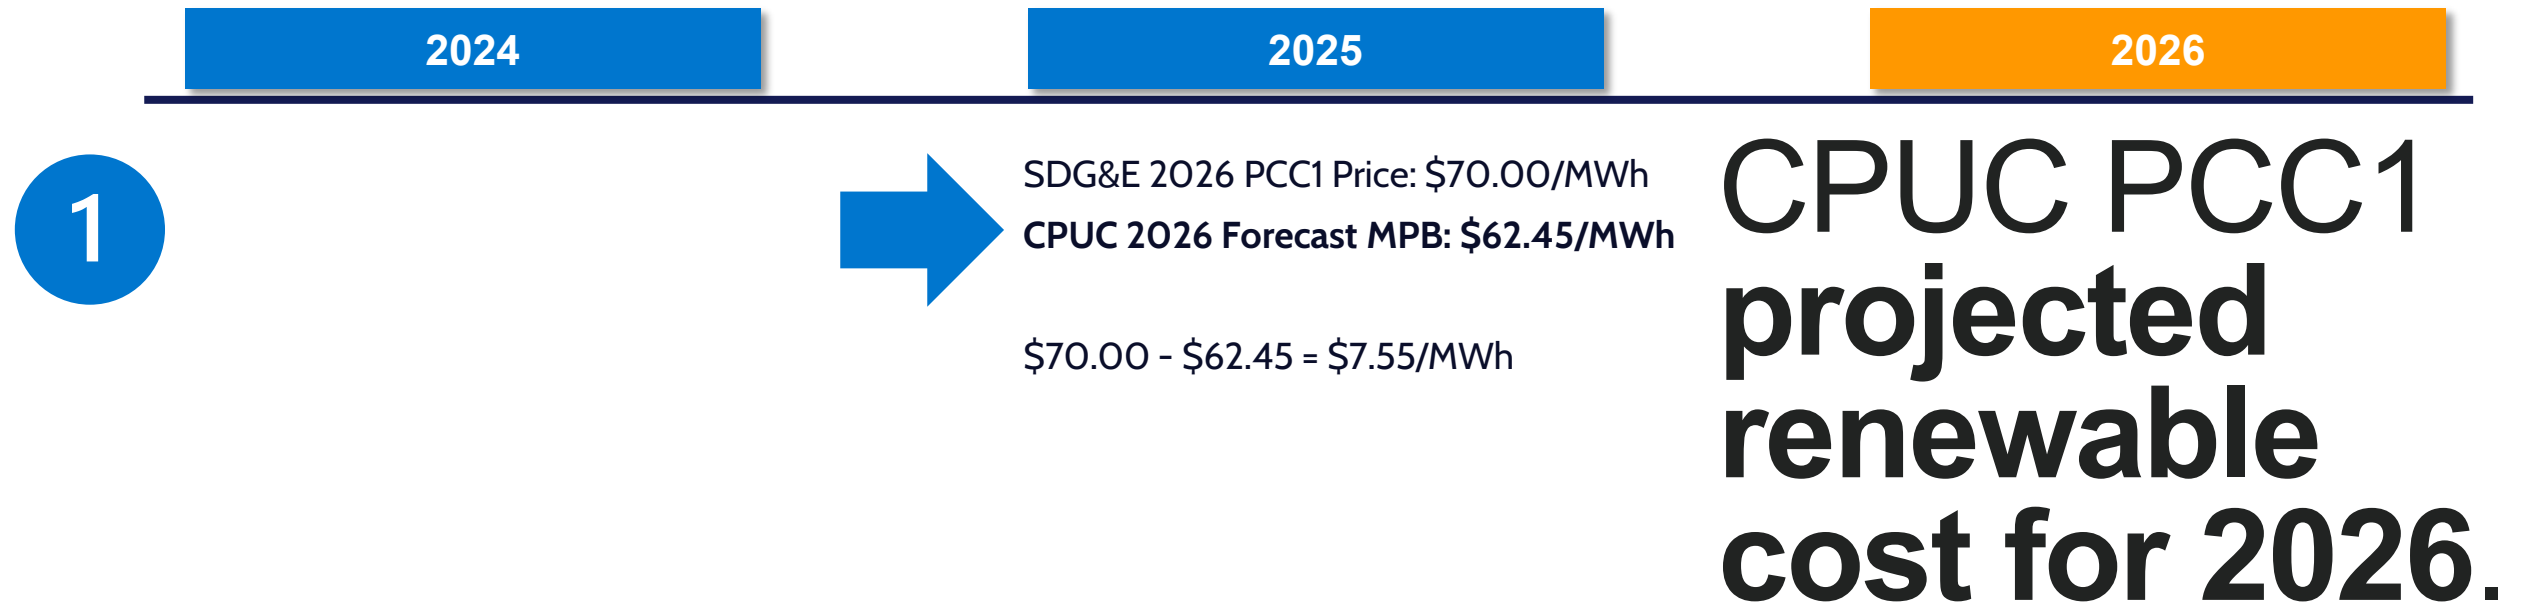 2024
2025
2026
1
SDG&E 2026 PCC1 Price: $70.00/MWh
CPUC 2026 Forecast MPB: $62.45/MWh
$70.00 - $62.45 = $7.55/MWh
CPUC PCC1
projected
renewable
cost for 2026.